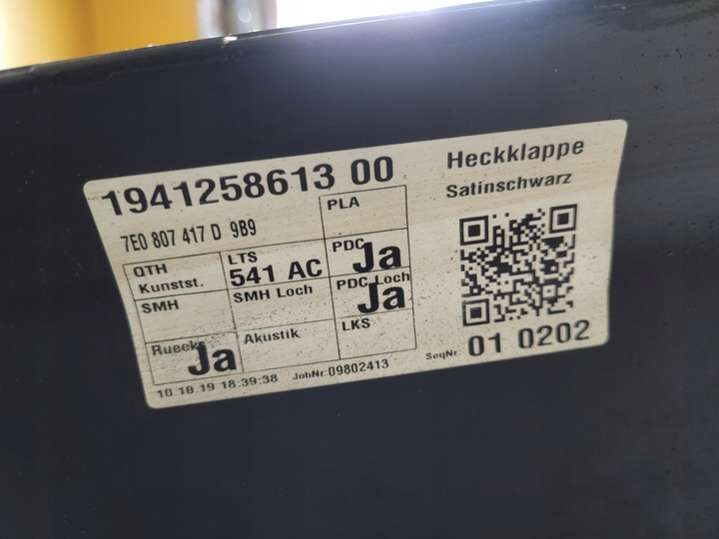 1941258613 00
7E0 807 417 D 9B9
Heckklappe
Satinschwarz
PLA
QTH
Kunstst.
LTS
541 AC
PDC
Ja
SMH
SMH Loch
PDC Loch
Ja
Rueeks
Ja
Akustik
LKS
10.10.19 18:39:38
JobNr:09802413
SeqNr:
01 0202